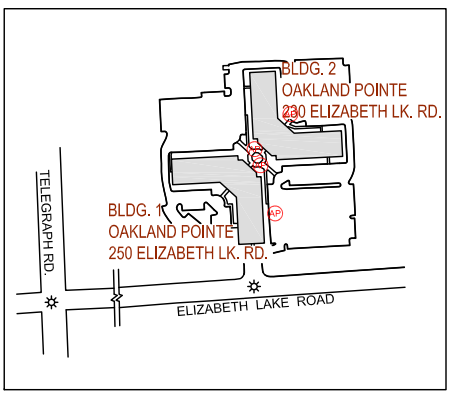 BLDG. 2
OAKLAND POINTE
230 ELIZABETH LK. RD.
TELEGRAPH RD.
BLDG. 1
OAKLAND POINTE
250 ELIZABETH LK. RD.
AP
ELIZABETH LAKE ROAD